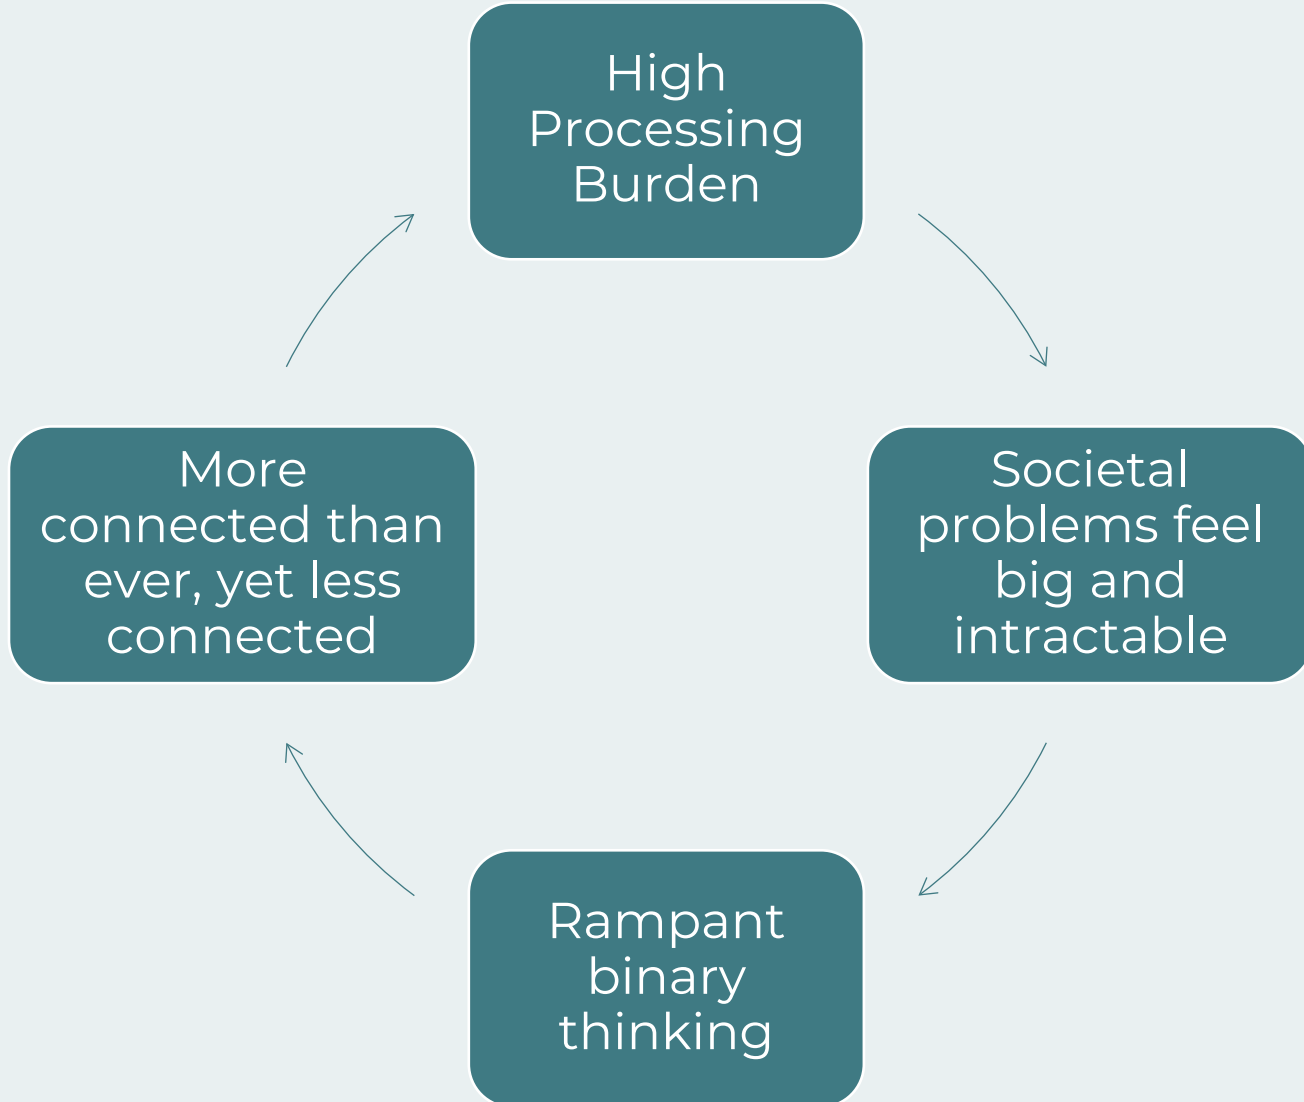 High
Processing
Burden
Societal
problems feel
big and
intractable
Rampant
binary
thinking
More
connected than
ever, yet less
connected